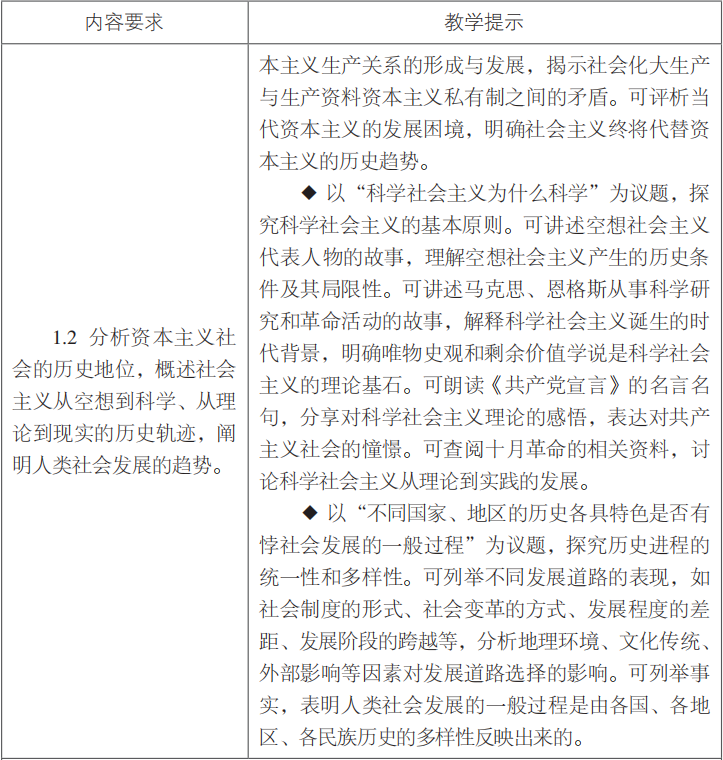 内容要求
教学提示
1.2 分析资本主义社
会的历史地位，概述社会
主义从空想到科学、从理
论到现实的历史轨迹，阐
明人类社会发展的趋势。
本主义生产关系的形成与发展，揭示社会化大生产
与生产资料资本主义私有制之间的矛盾。可评析当
代资本主义的发展困境，明确社会主义终将代替资
本主义的历史趋势。
◆ 以“科学社会主义为什么科学”为议题，探
究科学社会主义的基本原则。可讲述空想社会主义
代表人物的故事，理解空想社会主义产生的历史条
件及其局限性。可讲述马克思、恩格斯从事科学研
究和革命活动的故事，解释科学社会主义诞生的时
代背景，明确唯物史观和剩余价值学说是科学社会
主义的理论基石。可朗读《共产党宣言》的名言名
句，分享对科学社会主义理论的感悟，表达对共产
主义社会的憧憬。可查阅十月革命的相关资料，讨
论科学社会主义从理论到实践的发展。
◆ 以“不同国家、地区的历史各具特色是否有
悖社会发展的一般过程”为议题，探究历史进程的
统一性和多样性。可列举不同发展道路的表现，如
社会制度的形式、社会变革的方式、发展程度的差
距、发展阶段的跨越等，分析地理环境、文化传统、
外部影响等因素对发展道路选择的影响。可列举事
实，表明人类社会发展的一般过程是由各国、各地
区、各民族历史的多样性反映出来的。